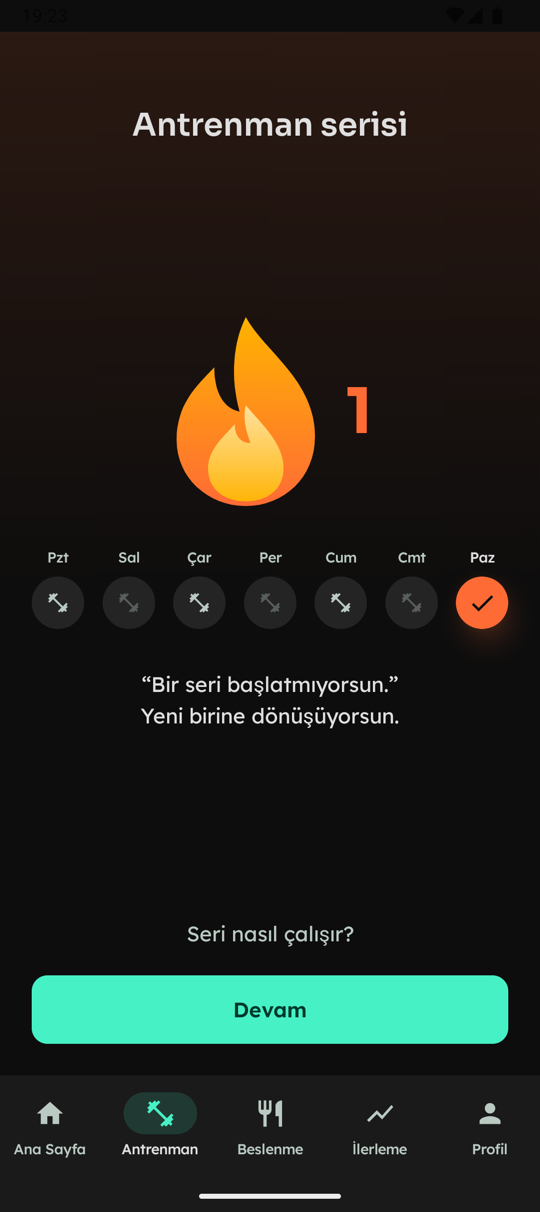 19:23
Antrenman serisi
1
Pzt Sal Çar Per Cum Cmt Paz
“Bir seri başlatmıyorsun.”
Yeni birine dönüşüyorsun.
Seri nasıl çalışır?
Devam
Ana Sayfa Antrenman Beslenme İlerleme Profil